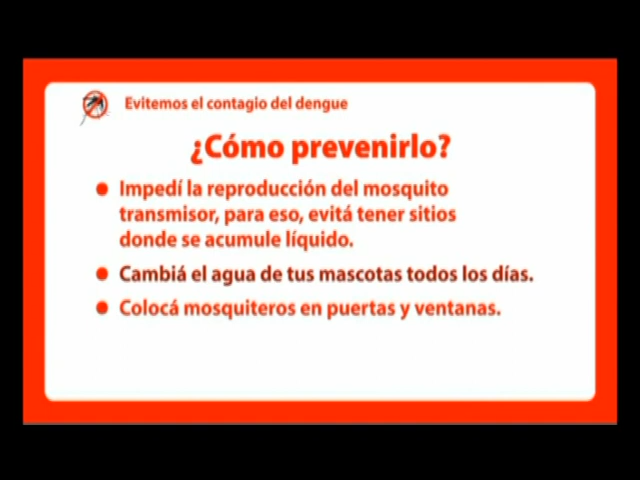 Evitemos el contagio del dengue
¿Cómo prevenirlo?
• Impedí la reproducción del mosquito
transmisor, para eso, evitá tener sitios
donde se acumule líquido.
• Cambiá el agua de tus mascotas todos los días.
• Colocá mosquiteros en puertas y ventanas.